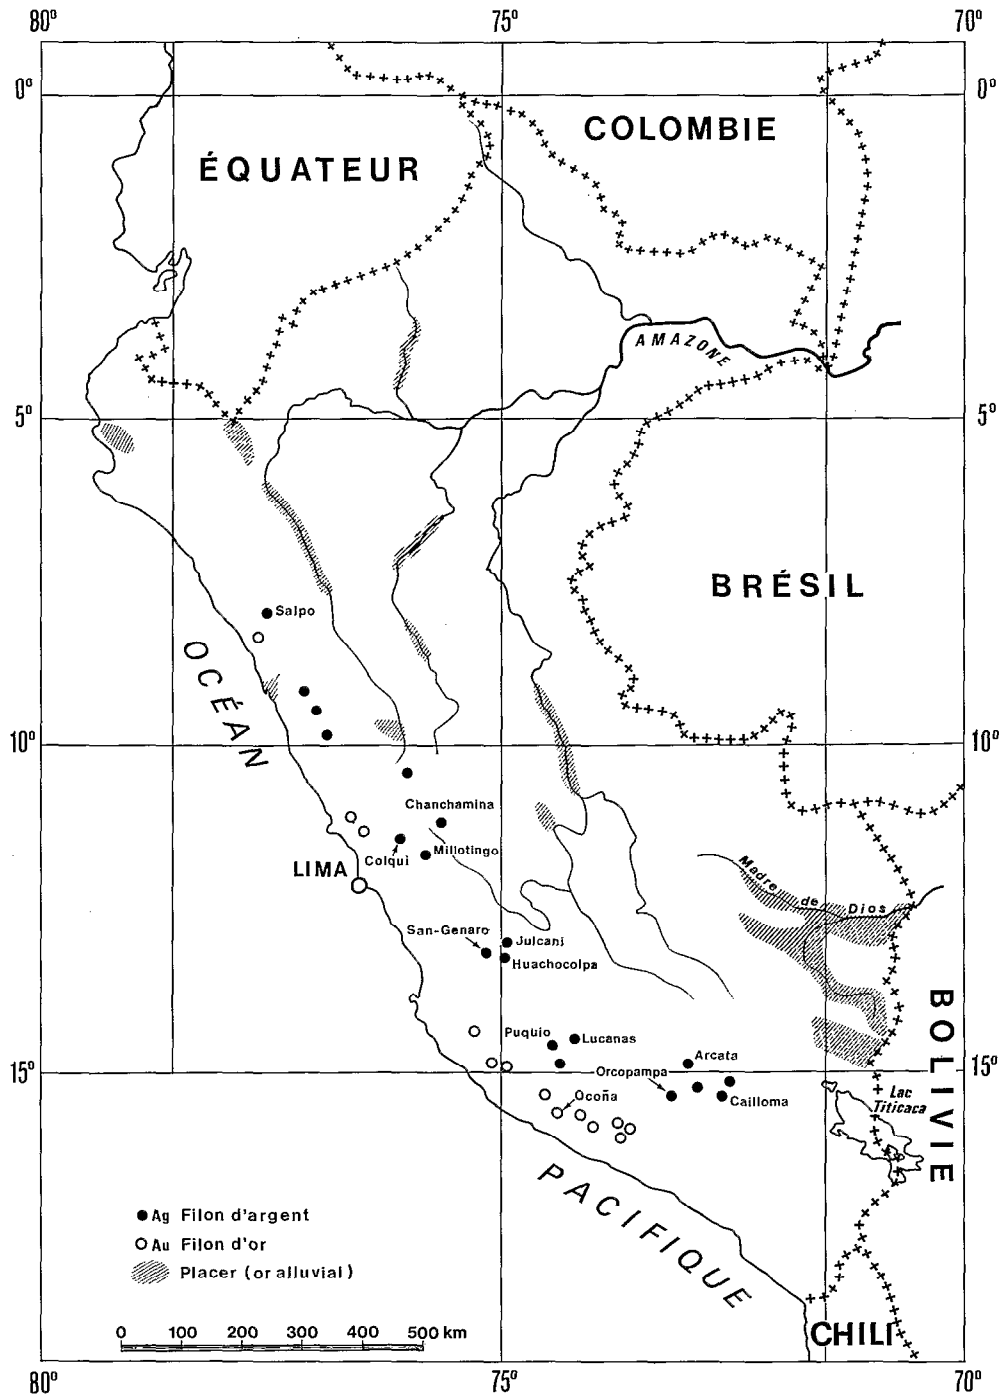 80° 75° 70°
0° 0°
COLOMBIE
ÉQUATEUR
AMAZONE
5° 5°
BRÉSIL
Salpo
OCÉAN
10° 10°
Chanchamina
Colqui
Millotingo
LIMA
Madre de Dios
San-Genaro
Julcani
Huachocolpa
BOLIVIE
Puquio
Lucanas
Arcata
15° 15°
Orcopampa
Cailloma
Ocoña
Lac
Titicaca
PACIFIQUE
Ag Filon d'argent
Au Filon d'or
Placer (or alluvial)
0 100 200 300 400 500 km
CHILI
80° 75° 70°